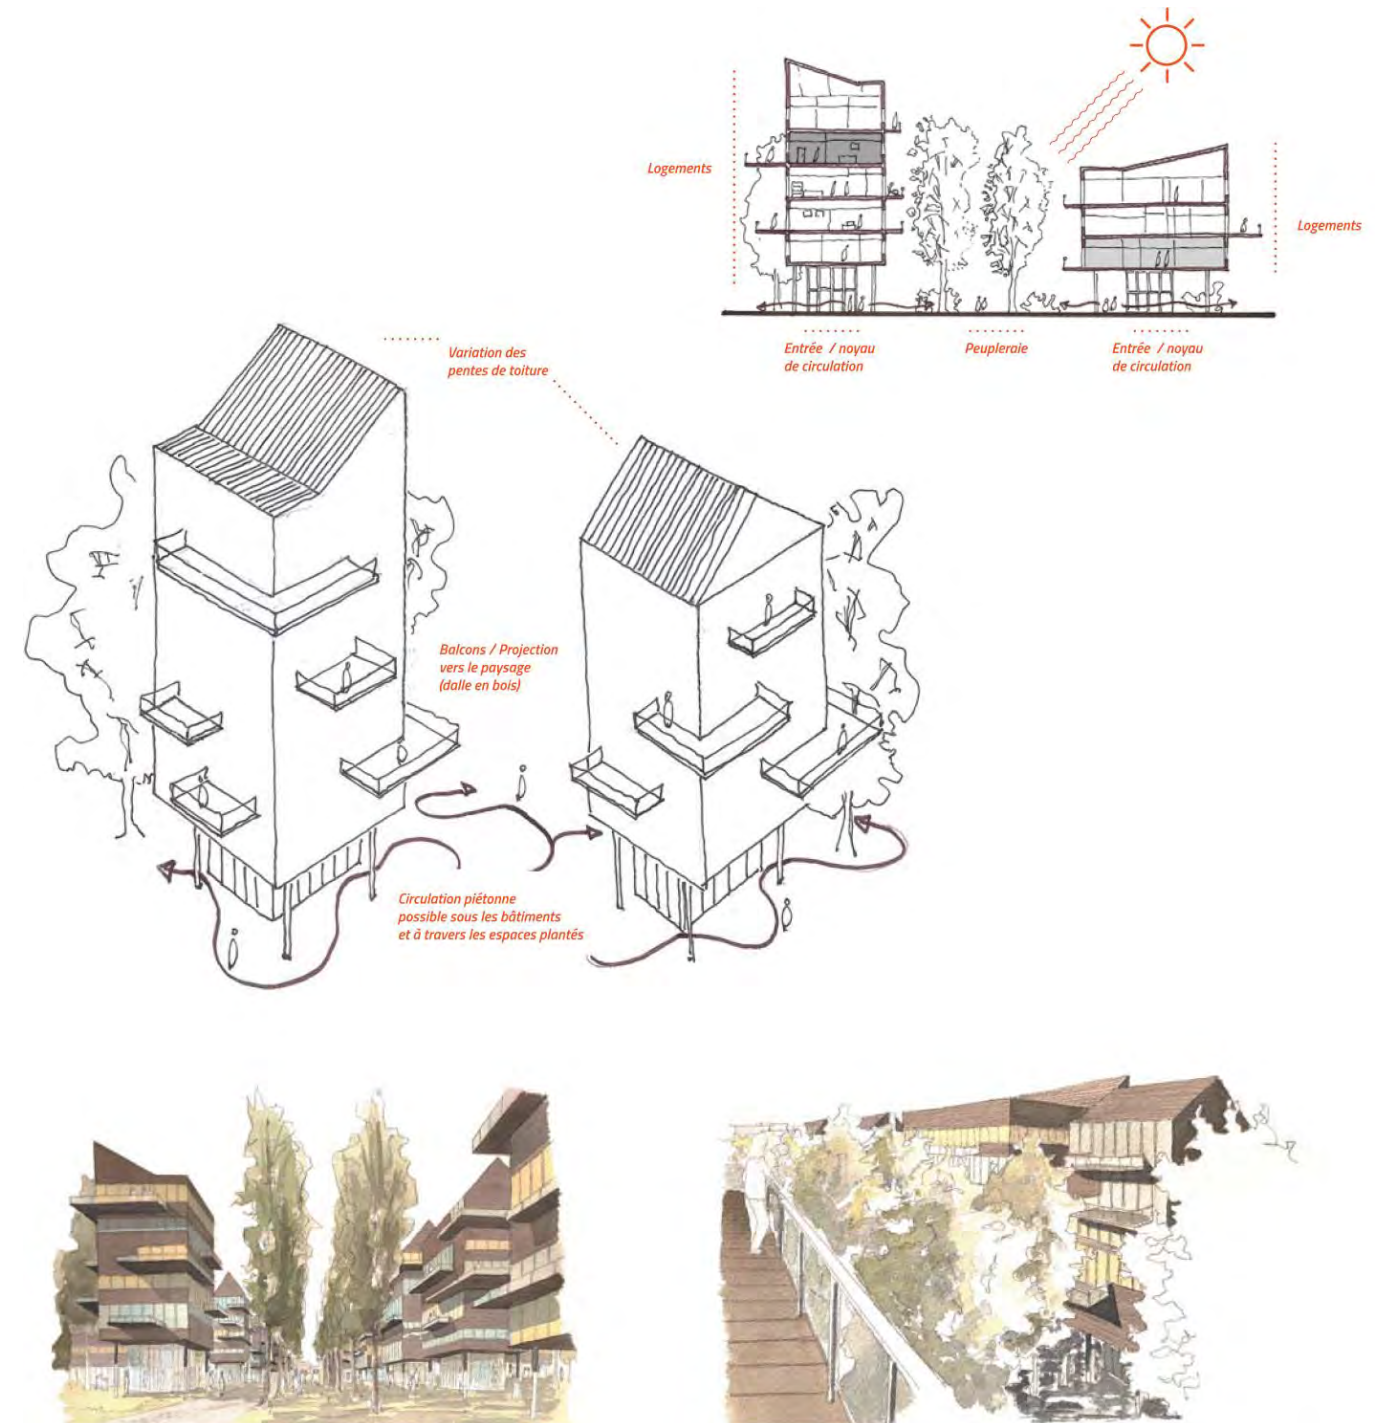 Logements
Logements
Entrée / noyau
de circulation
Peupleraie
Entrée / noyau
de circulation
Variation des
pentes de toiture
Balcons / Projection
vers le paysage
(dalle en bois)
Circulation piétonne
possible sous les bâtiments
et à travers les espaces plantés